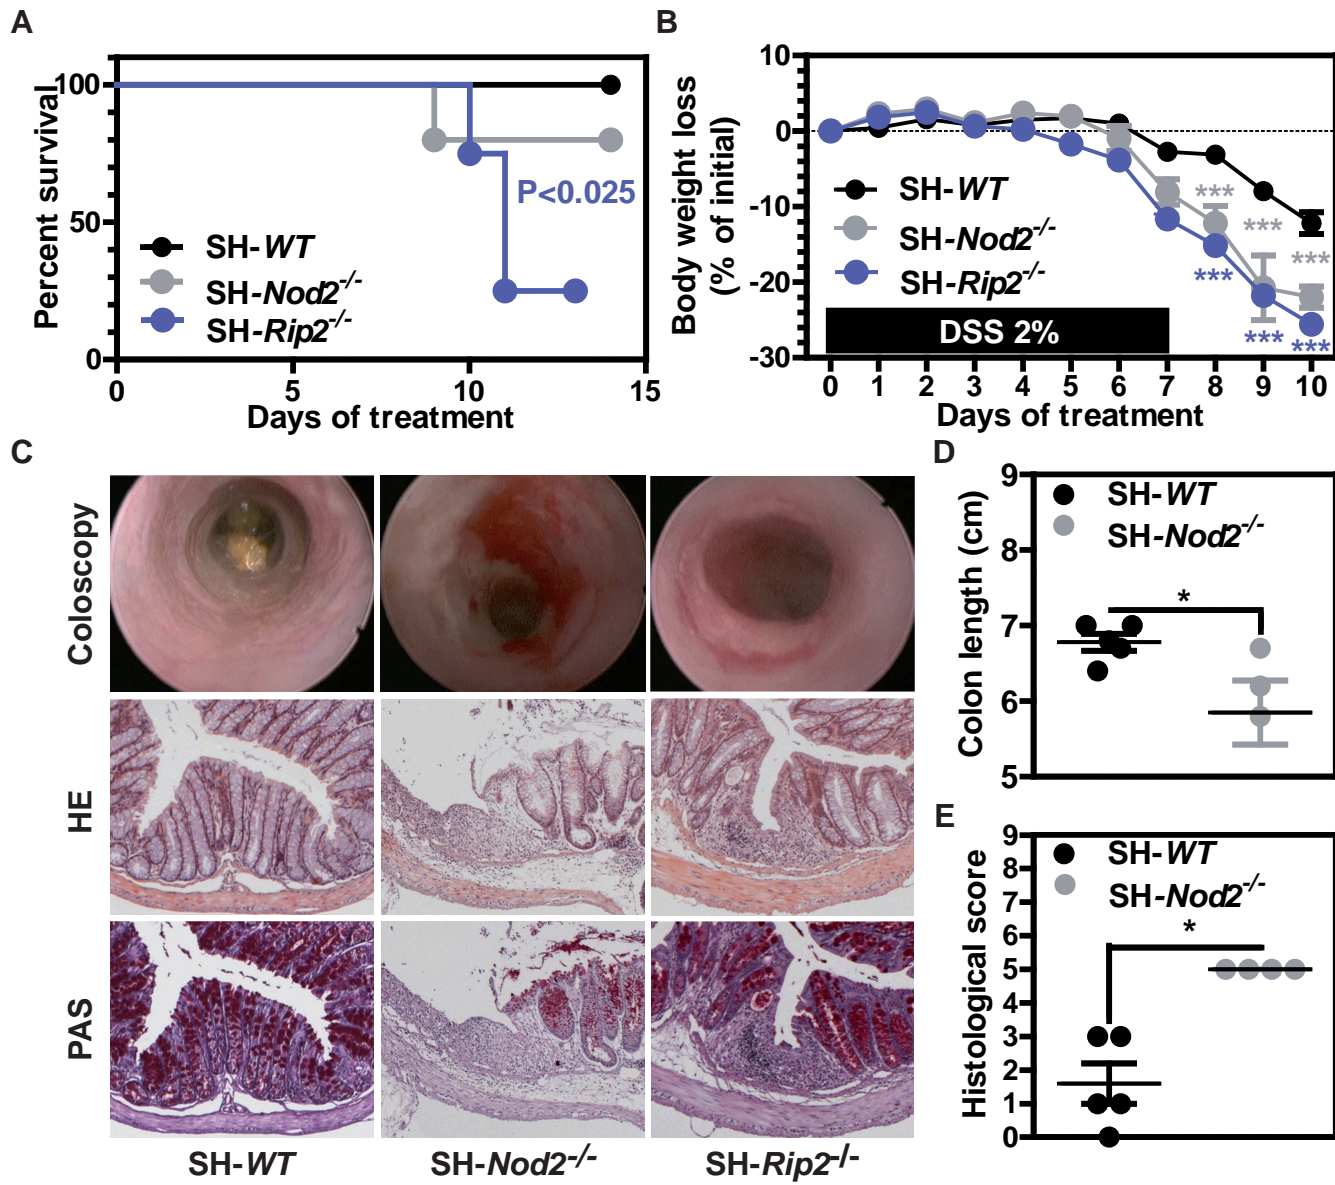 A
Percent survival
100
50
0
0 5 10 15
Days of treatment
P<0.025
SH-WT
SH-Nod2-/-
SH-Rip2-/-
B
Body weight loss
(% of initial)
10
0
-10
-20
-30
0 1 2 3 4 5 6 7 8 9 10
Days of treatment
SH-WT
SH-Nod2-/-
SH-Rip2-/-
DSS 2%
***
***
***
***
***
***
C
Coloscopy
HE
PAS
SH-WT SH-Nod2-/- SH-Rip2-/-
D
Colon length (cm)
9
8
7
6
5
SH-WT
SH-Nod2-/-
*
E
Histological score
9
8
7
6
5
4
3
2
1
0
SH-WT
SH-Nod2-/-
*